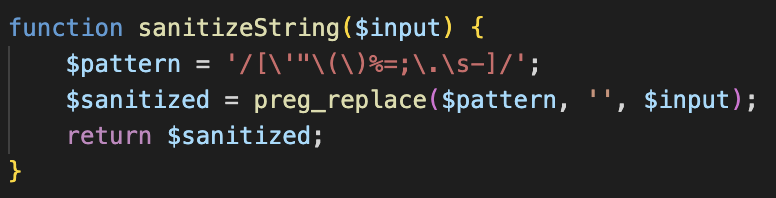 function sanitizeString($input) {
    $pattern = '/[\'"\(\)%=;\.\s-]/';
    $sanitized = preg_replace($pattern, '', $input);
    return $sanitized;
}